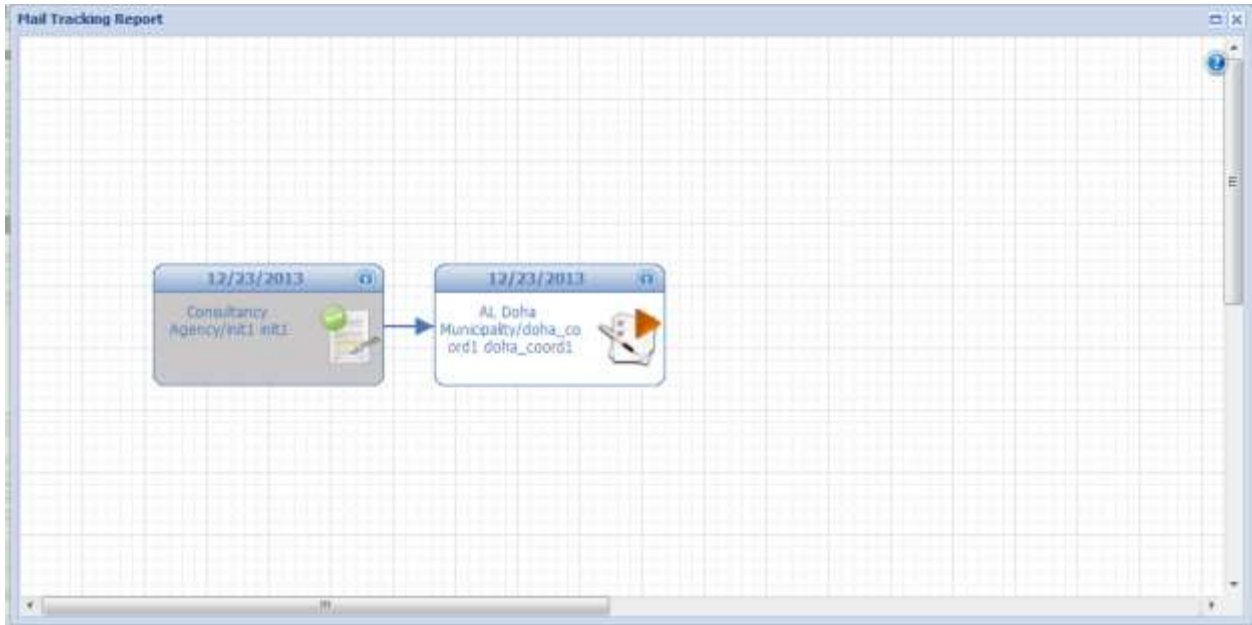 Mail Tracking Report
12/23/2013
Consultancy
Agency/init1 init1
12/23/2013
AL Doha
Municipality/doha_co
ord1 doha_coord1